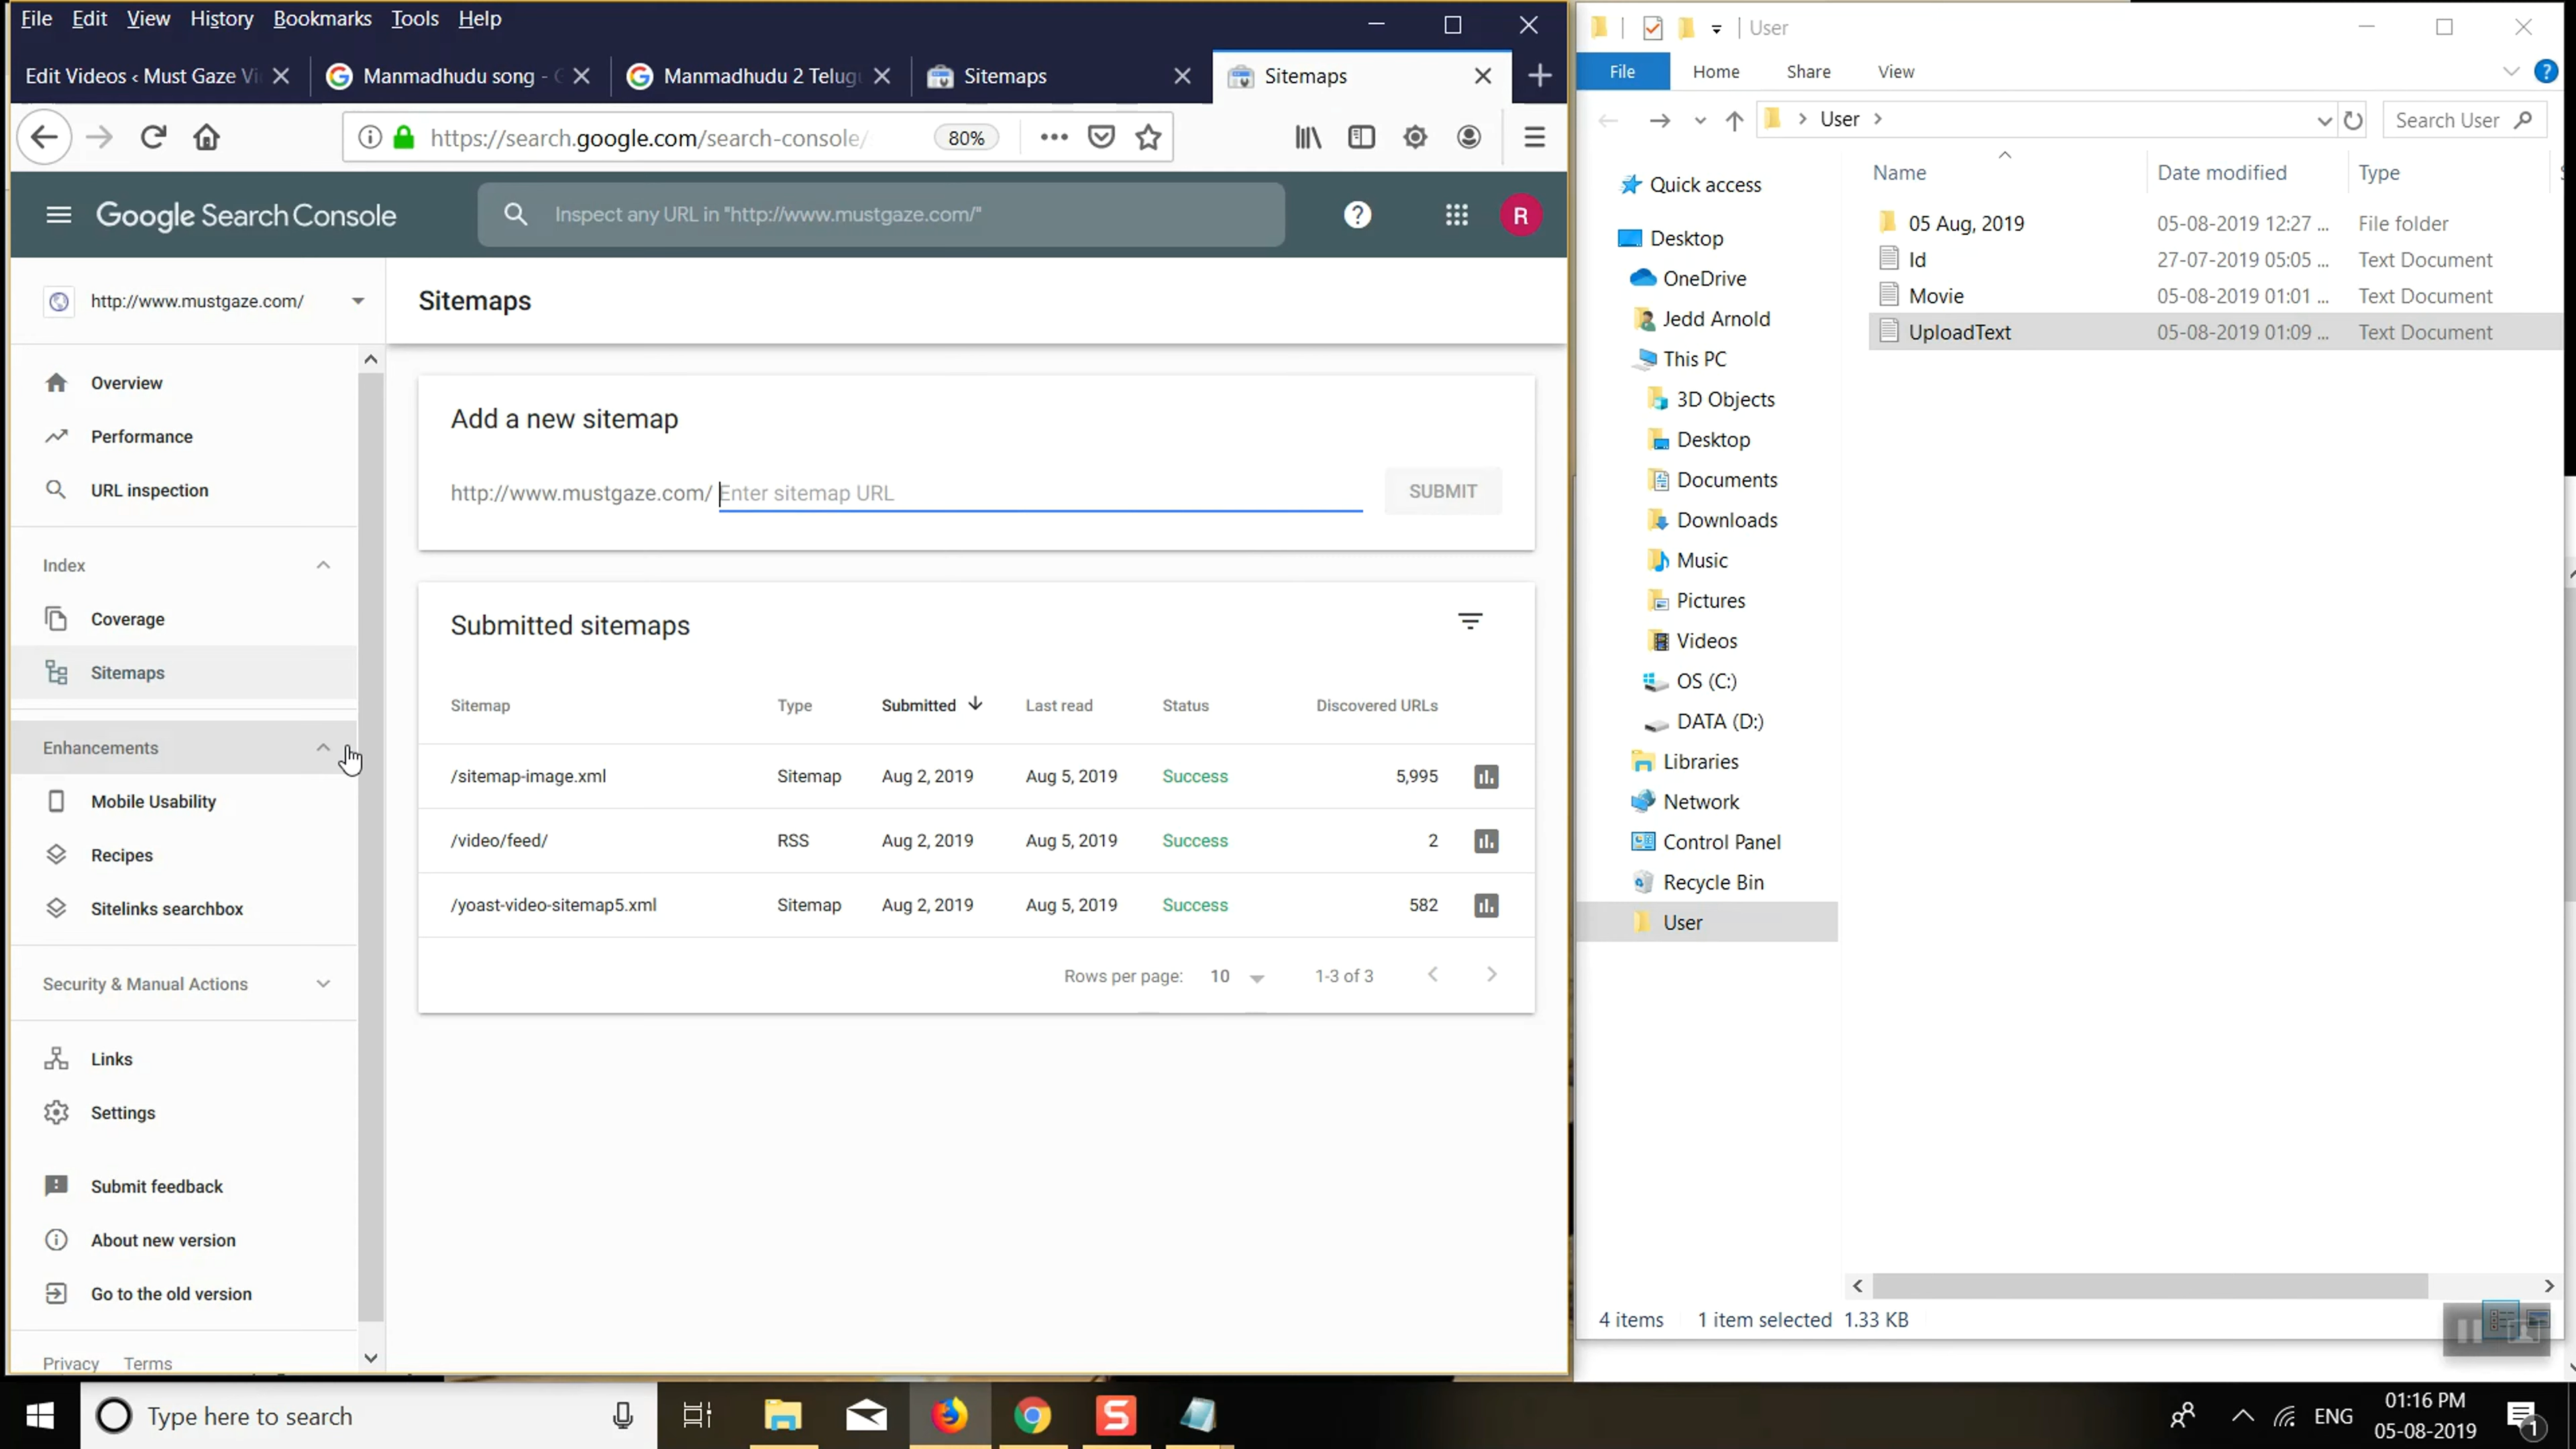 File Edit View History Bookmarks Tools Help
Edit Videos ‹ Must Gaze Vi
Manmadhudu song - G
Manmadhudu 2 Telugu
Sitemaps
Sitemaps
https://search.google.com/search-console/
80%
Google Search Console
Inspect any URL in "http://www.mustgaze.com/"
R
http://www.mustgaze.com/
Overview
Performance
URL inspection
Index
Coverage
Sitemaps
Enhancements
Mobile Usability
Recipes
Sitelinks searchbox
Security & Manual Actions
Links
Settings
Submit feedback
About new version
Go to the old version
Privacy Terms
Sitemaps
Add a new sitemap
http://www.mustgaze.com/ Enter sitemap URL SUBMIT
Submitted sitemaps
Sitemap Type Submitted Last read Status Discovered URLs
/sitemap-image.xml Sitemap Aug 2, 2019 Aug 5, 2019 Success 5,995
/video/feed/ RSS Aug 2, 2019 Aug 5, 2019 Success 2
/yoast-video-sitemap5.xml Sitemap Aug 2, 2019 Aug 5, 2019 Success 582
Rows per page: 10 1-3 of 3
User
File Home Share View
User
Search User
Quick access
Desktop
OneDrive
Jedd Arnold
This PC
3D Objects
Desktop
Documents
Downloads
Music
Pictures
Videos
OS (C:)
DATA (D:)
Libraries
Network
Control Panel
Recycle Bin
User
Name Date modified Type
05 Aug, 2019 05-08-2019 12:27 ... File folder
Id 27-07-2019 05:05 ... Text Document
Movie 05-08-2019 01:01 ... Text Document
UploadText 05-08-2019 01:09 ... Text Document
4 items 1 item selected 1.33 KB
Type here to search
ENG
01:16 PM
05-08-2019
1